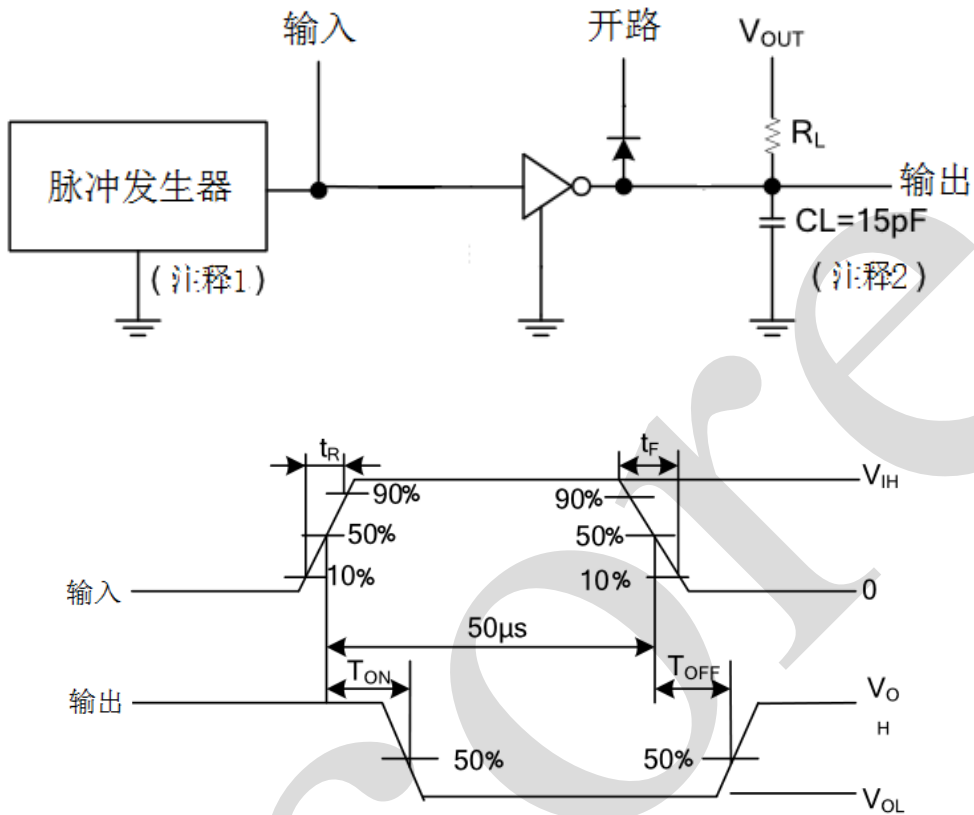 输入
开路
VOUT
RL
脉冲发生器
输出
CL=15pF
(注释1)
(注释2)
tR
tF
VIH
90%
90%
50%
50%
10%
10%
输入
0
50µs
TON
TOFF
输出
VO
H
50%
50%
VOL
ore